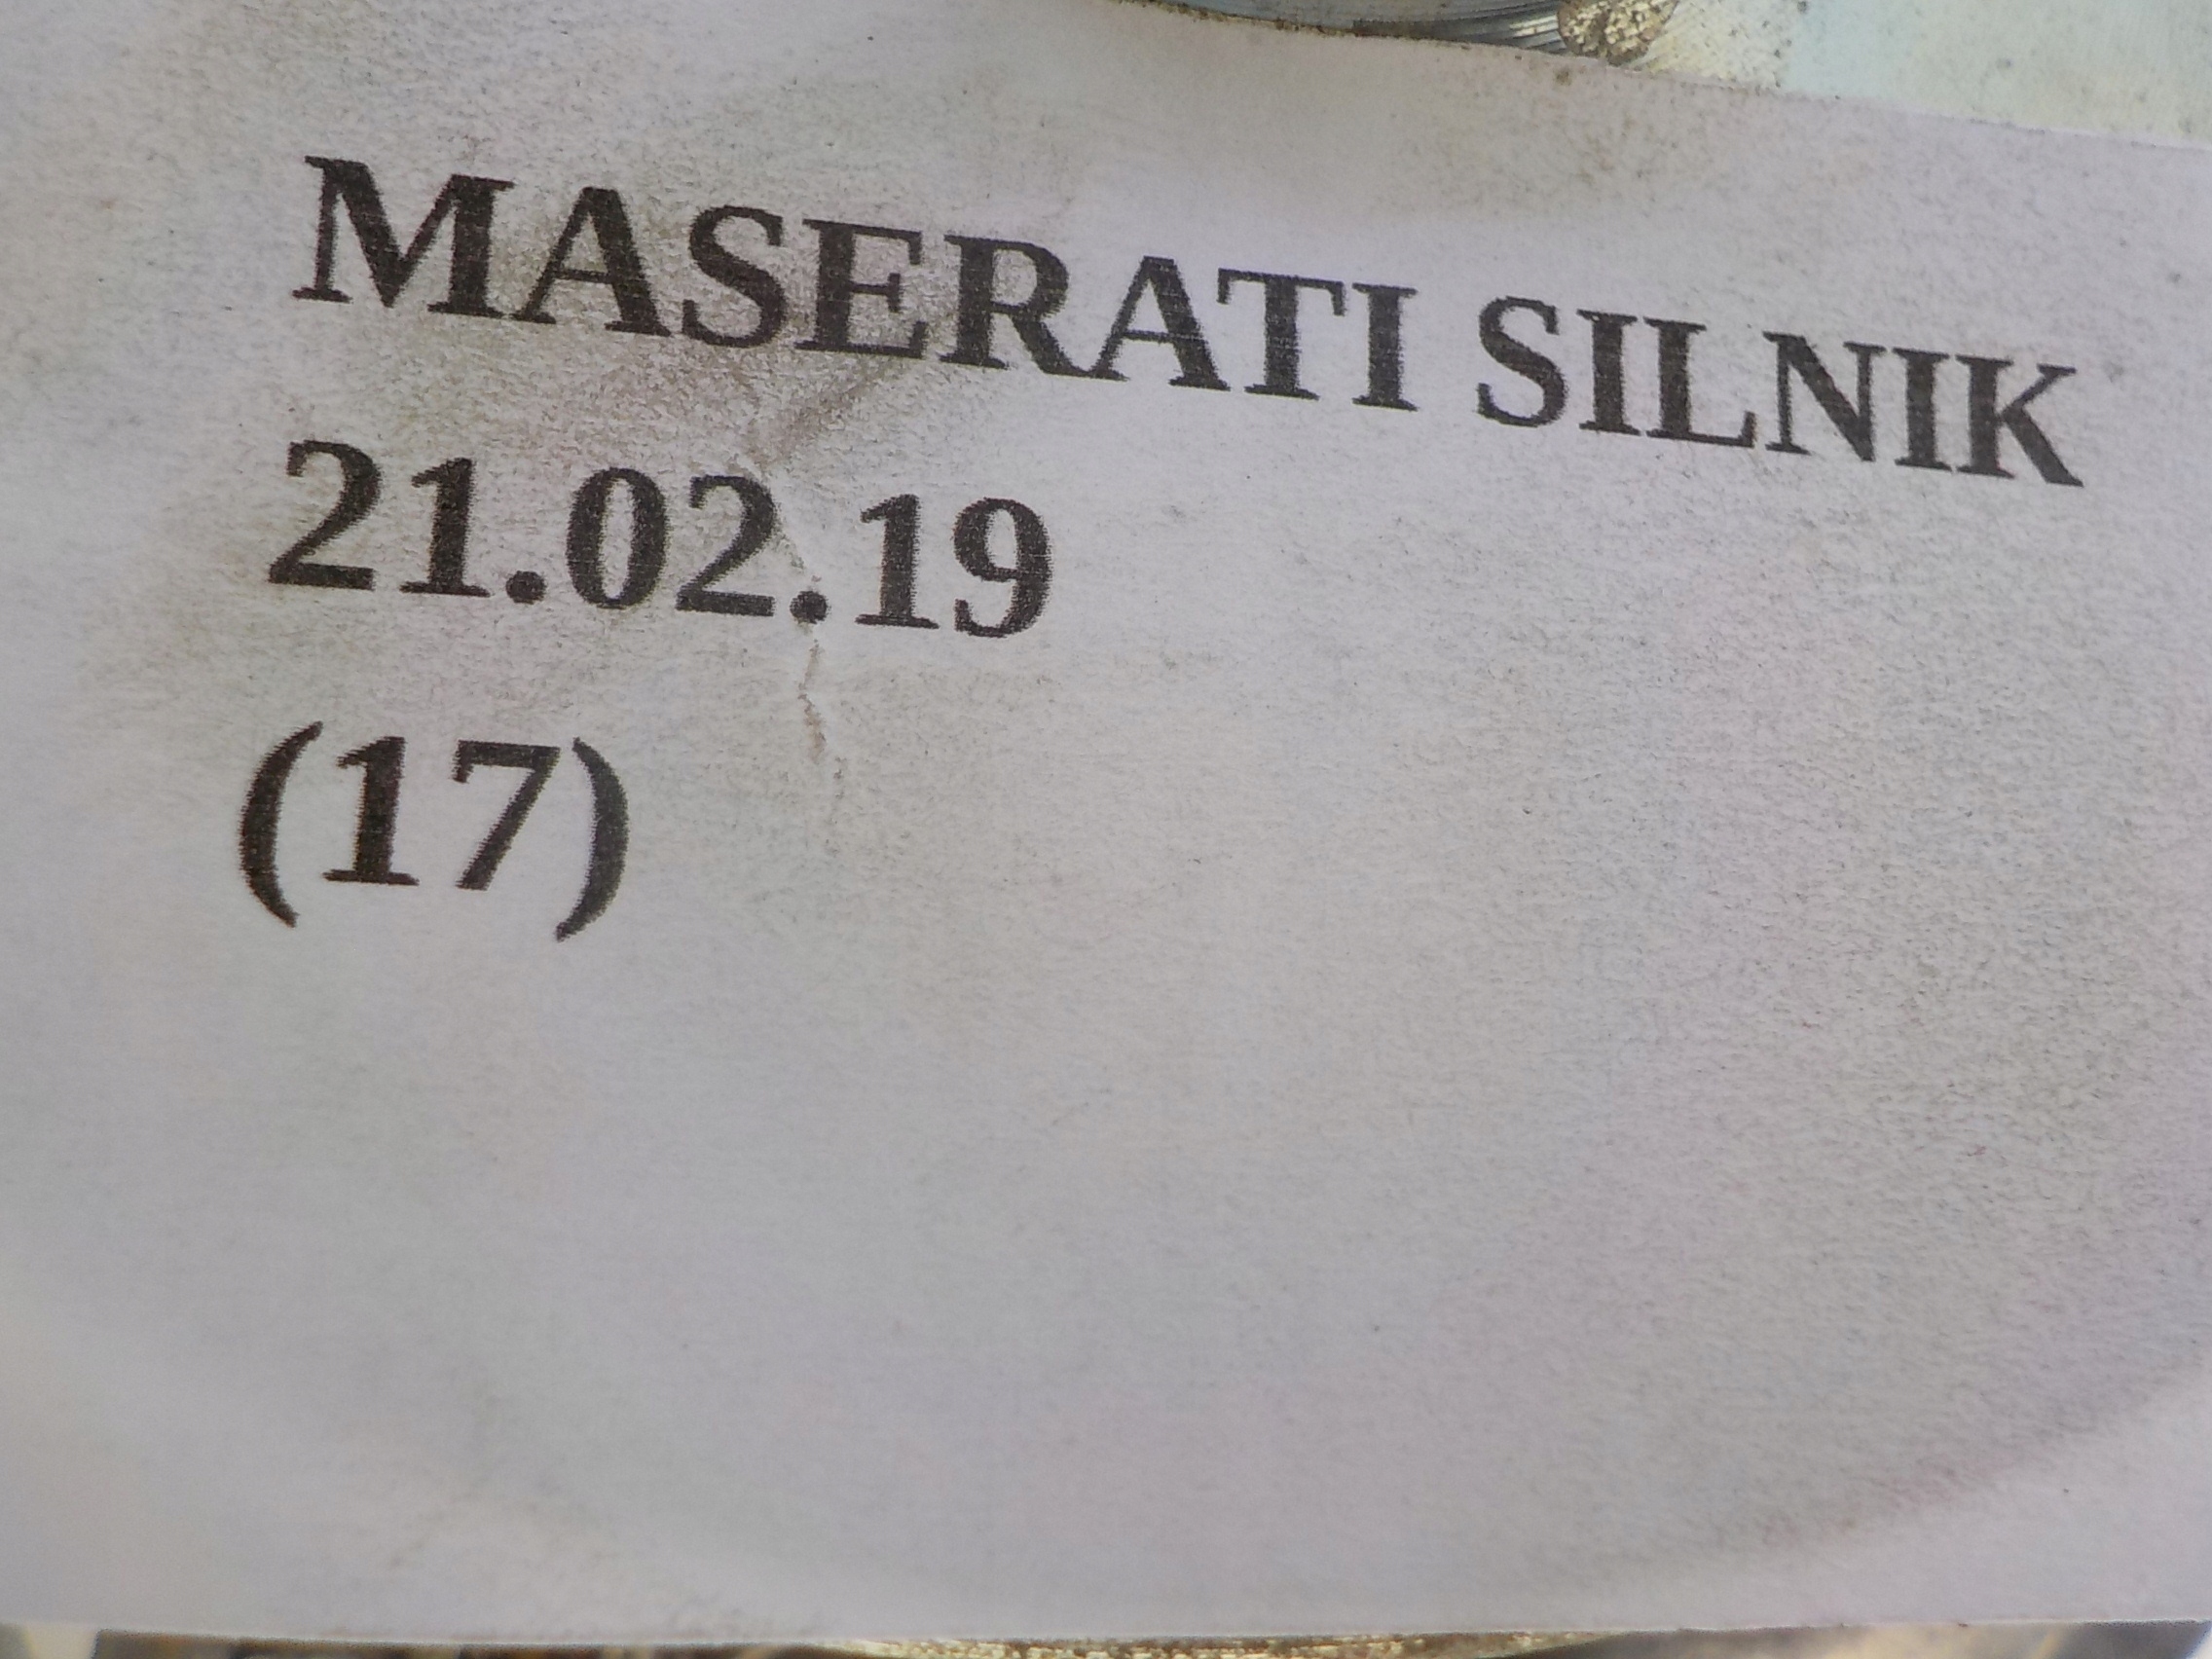 MASERATI SILNIK
21.02.19
(17)